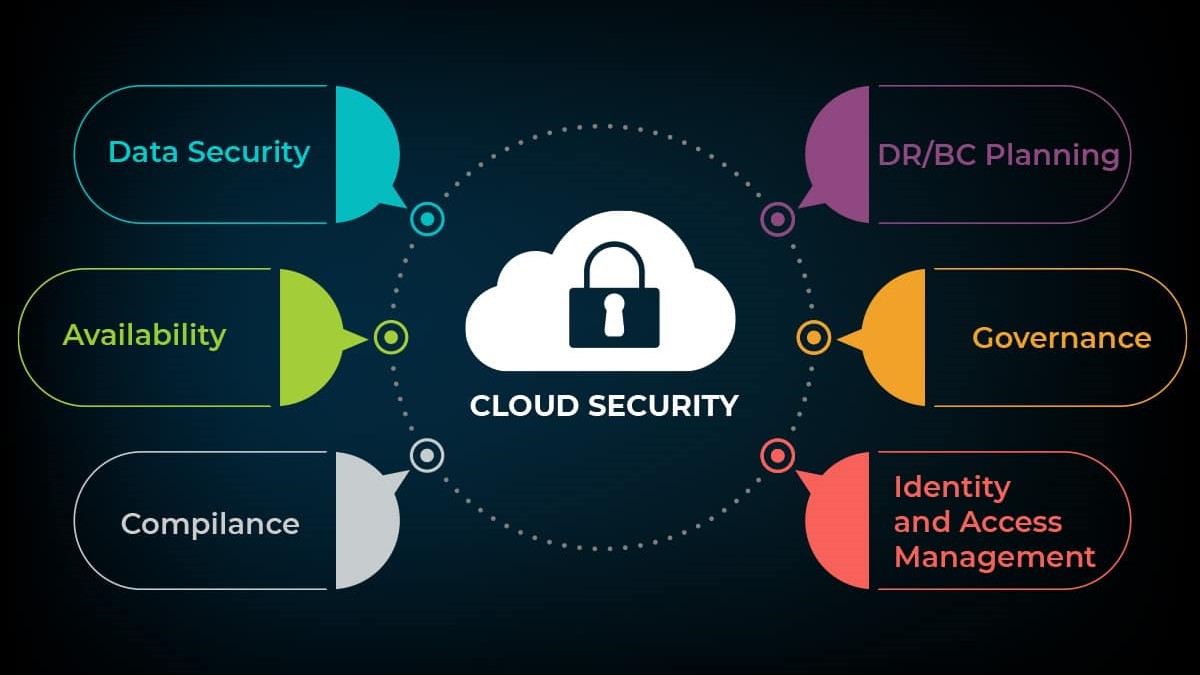 Data Security
DR/BC Planning
Availability
Governance
CLOUD SECURITY
Compilance
Identity
and Access
Management